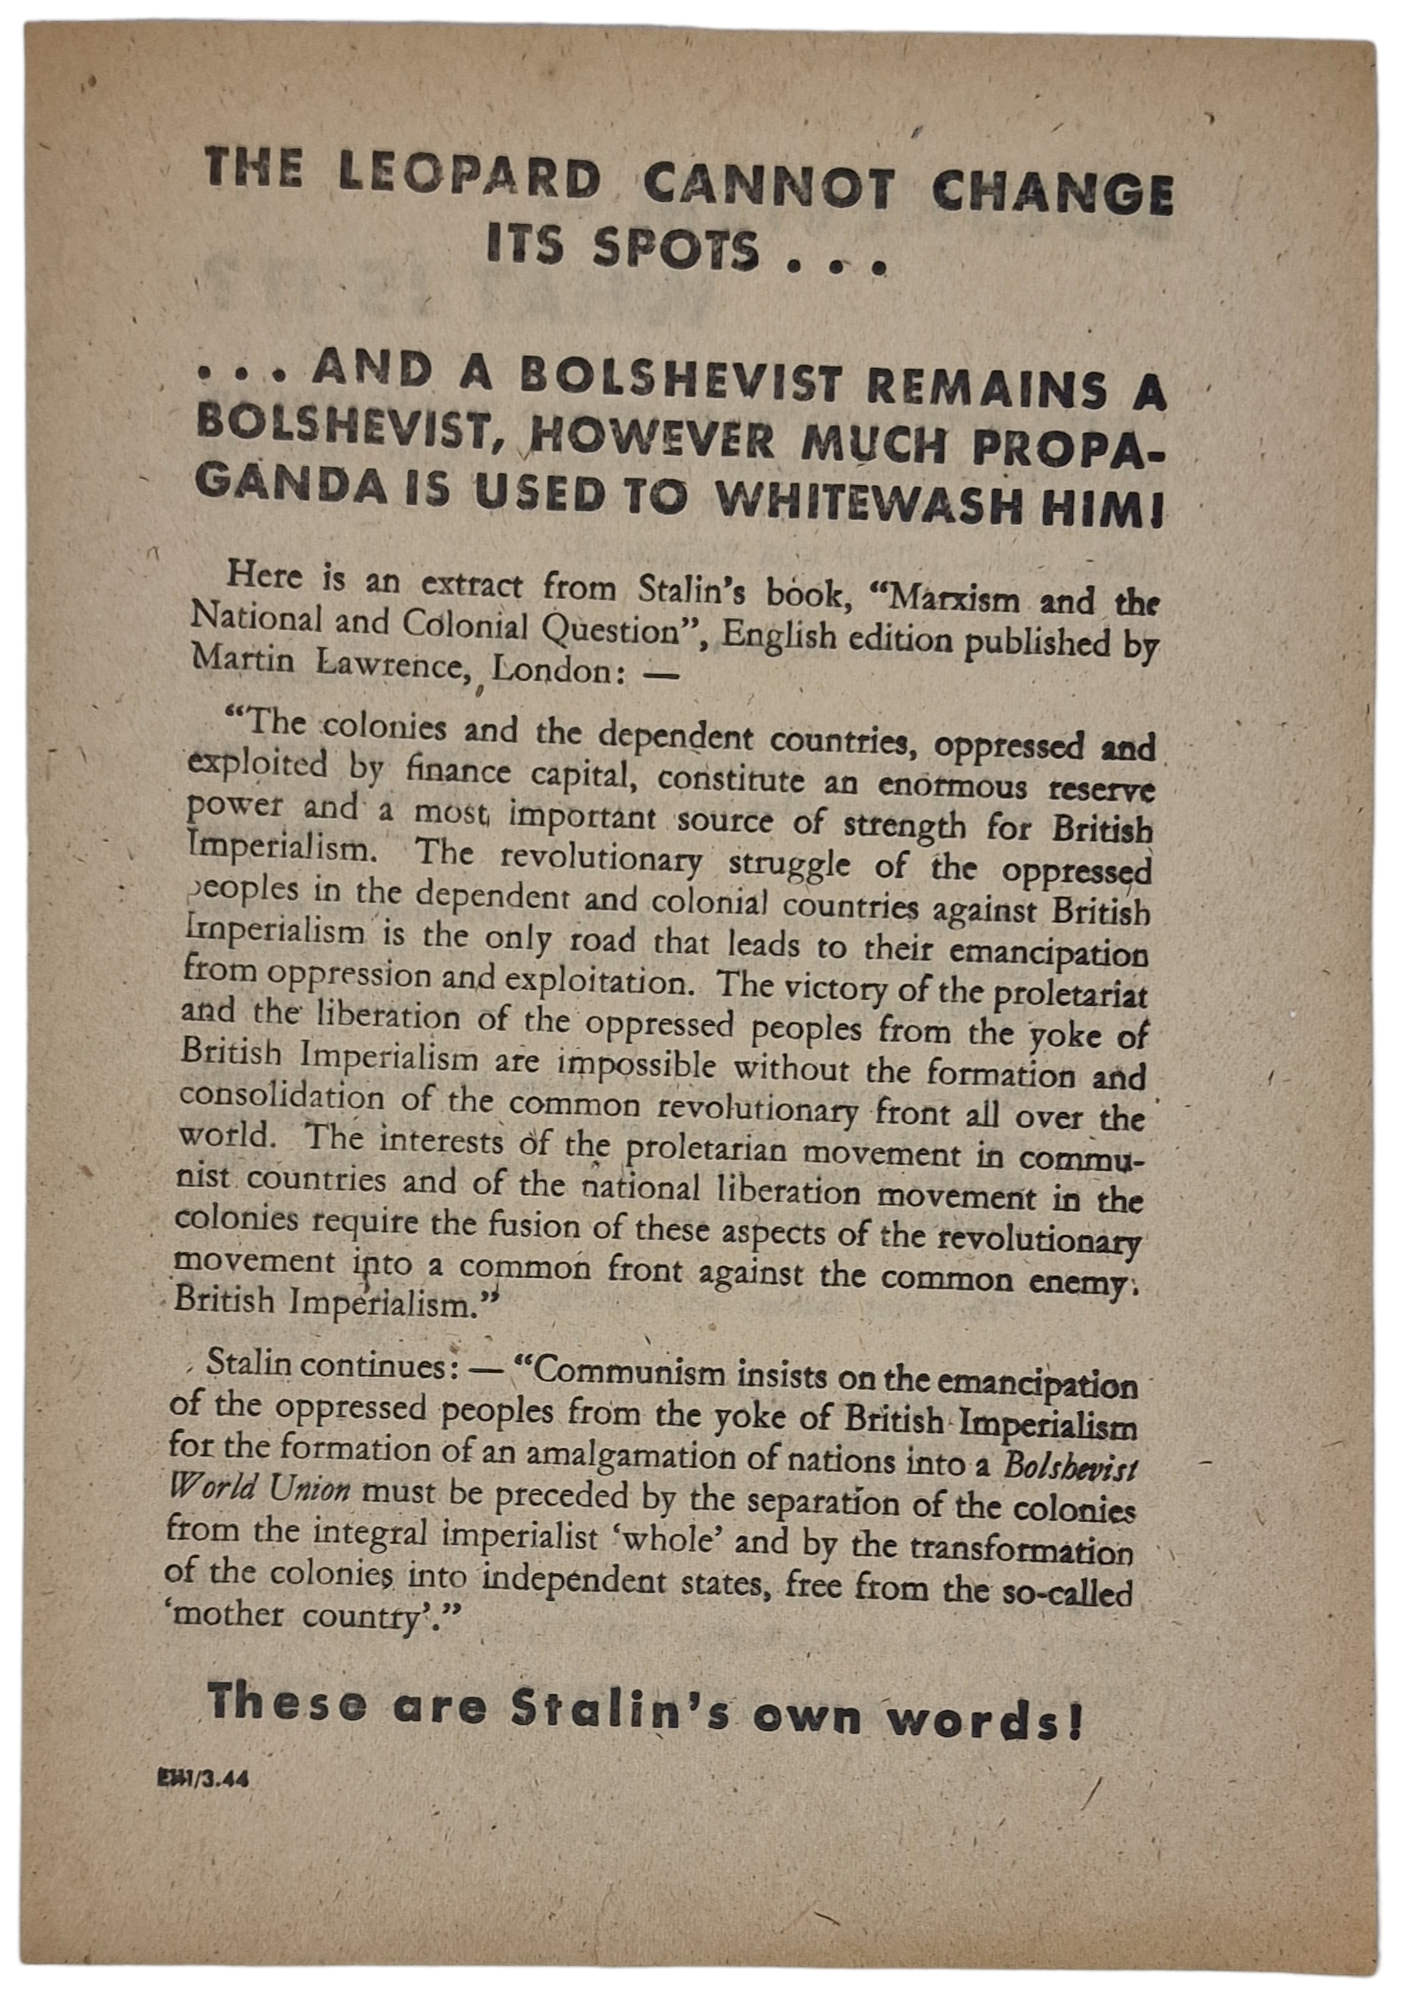 THE LEOPARD CANNOT CHANGE
ITS SPOTS . . .
. . . AND A BOLSHEVIST REMAINS A
BOLSHEVIST, HOWEVER MUCH PROPA-
GANDA IS USED TO WHITEWASH HIM!
Here is an extract from Stalin's book, “Marxism and the
National and Colonial Question”, English edition published by
Martin Lawrence, London: —
“The colonies and the dependent countries, oppressed and
exploited by finance capital, constitute an enormous reserve
power and a most important source of strength for British
Imperialism. The revolutionary struggle of the oppressed
peoples in the dependent and colonial countries against British
Imperialism is the only road that leads to their emancipation
from oppression and exploitation. The victory of the proletariat
and the liberation of the oppressed peoples from the yoke of
British Imperialism are impossible without the formation and
consolidation of the common revolutionary front all over the
world. The interests of the proletarian movement in commu-
nist countries and of the national liberation movement in the
colonies require the fusion of these aspects of the revolutionary
movement into a common front against the common enemy:
British Imperialism.”
Stalin continues: — “Communism insists on the emancipation
of the oppressed peoples from the yoke of British Imperialism
for the formation of an amalgamation of nations into a Bolshevist
World Union must be preceded by the separation of the colonies
from the integral imperialist ‘whole’ and by the transformation
of the colonies into independent states, free from the so-called
‘mother country’.”
These are Stalin's own words!
/3.44